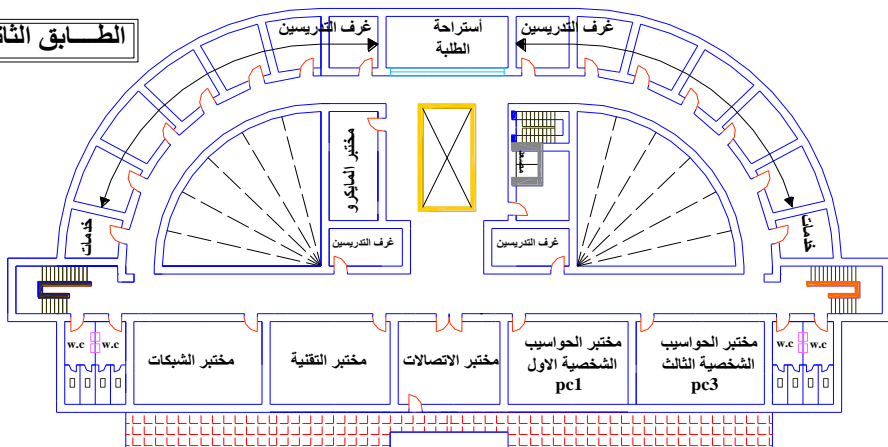 الطـــابق الثا
غرف التدريسين
أستراحة
الطلبة
غرف التدريسين
مختبر المايكرو
خدمات
خدمات
غرف التدريسين
غرف التدريسين
w.c
w.c
مختبر الشبكات
مختبر التقنية
مختبر الاتصالات
مختبر الحواسيب
الشخصية الاول
pc1
مختبر الحواسيب
الشخصية الثالث
pc3
w.c
w.c